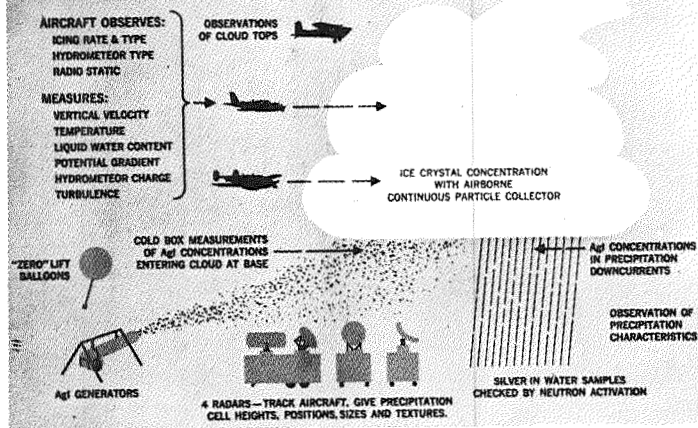 AIRCRAFT OBSERVES:
ICING RATE & TYPE
HYDROMETEOR TYPE
RADIO STATIC
MEASURES:
VERTICAL VELOCITY
TEMPERATURE
LIQUID WATER CONTENT
POTENTIAL GRADIENT
HYDROMETEOR CHARGE
TURBULENCE
OBSERVATIONS
OF CLOUD TOPS
ICE CRYSTAL CONCENTRATION
WITH AIRBORNE
CONTINUOUS PARTICLE COLLECTOR
"ZERO" LIFT
BALLOONS
COLD BOX MEASUREMENTS
OF AgI CONCENTRATIONS
ENTERING CLOUD AT BASE
AgI CONCENTRATIONS
IN PRECIPITATION
DOWNCURRENTS
OBSERVATION OF
PRECIPITATION
CHARACTERISTICS
AgI GENERATORS
4 RADARS—TRACK AIRCRAFT, GIVE PRECIPITATION
CELL HEIGHTS, POSITIONS, SIZES AND TEXTURES.
SILVER IN WATER SAMPLES
CHECKED BY NEUTRON ACTIVATION